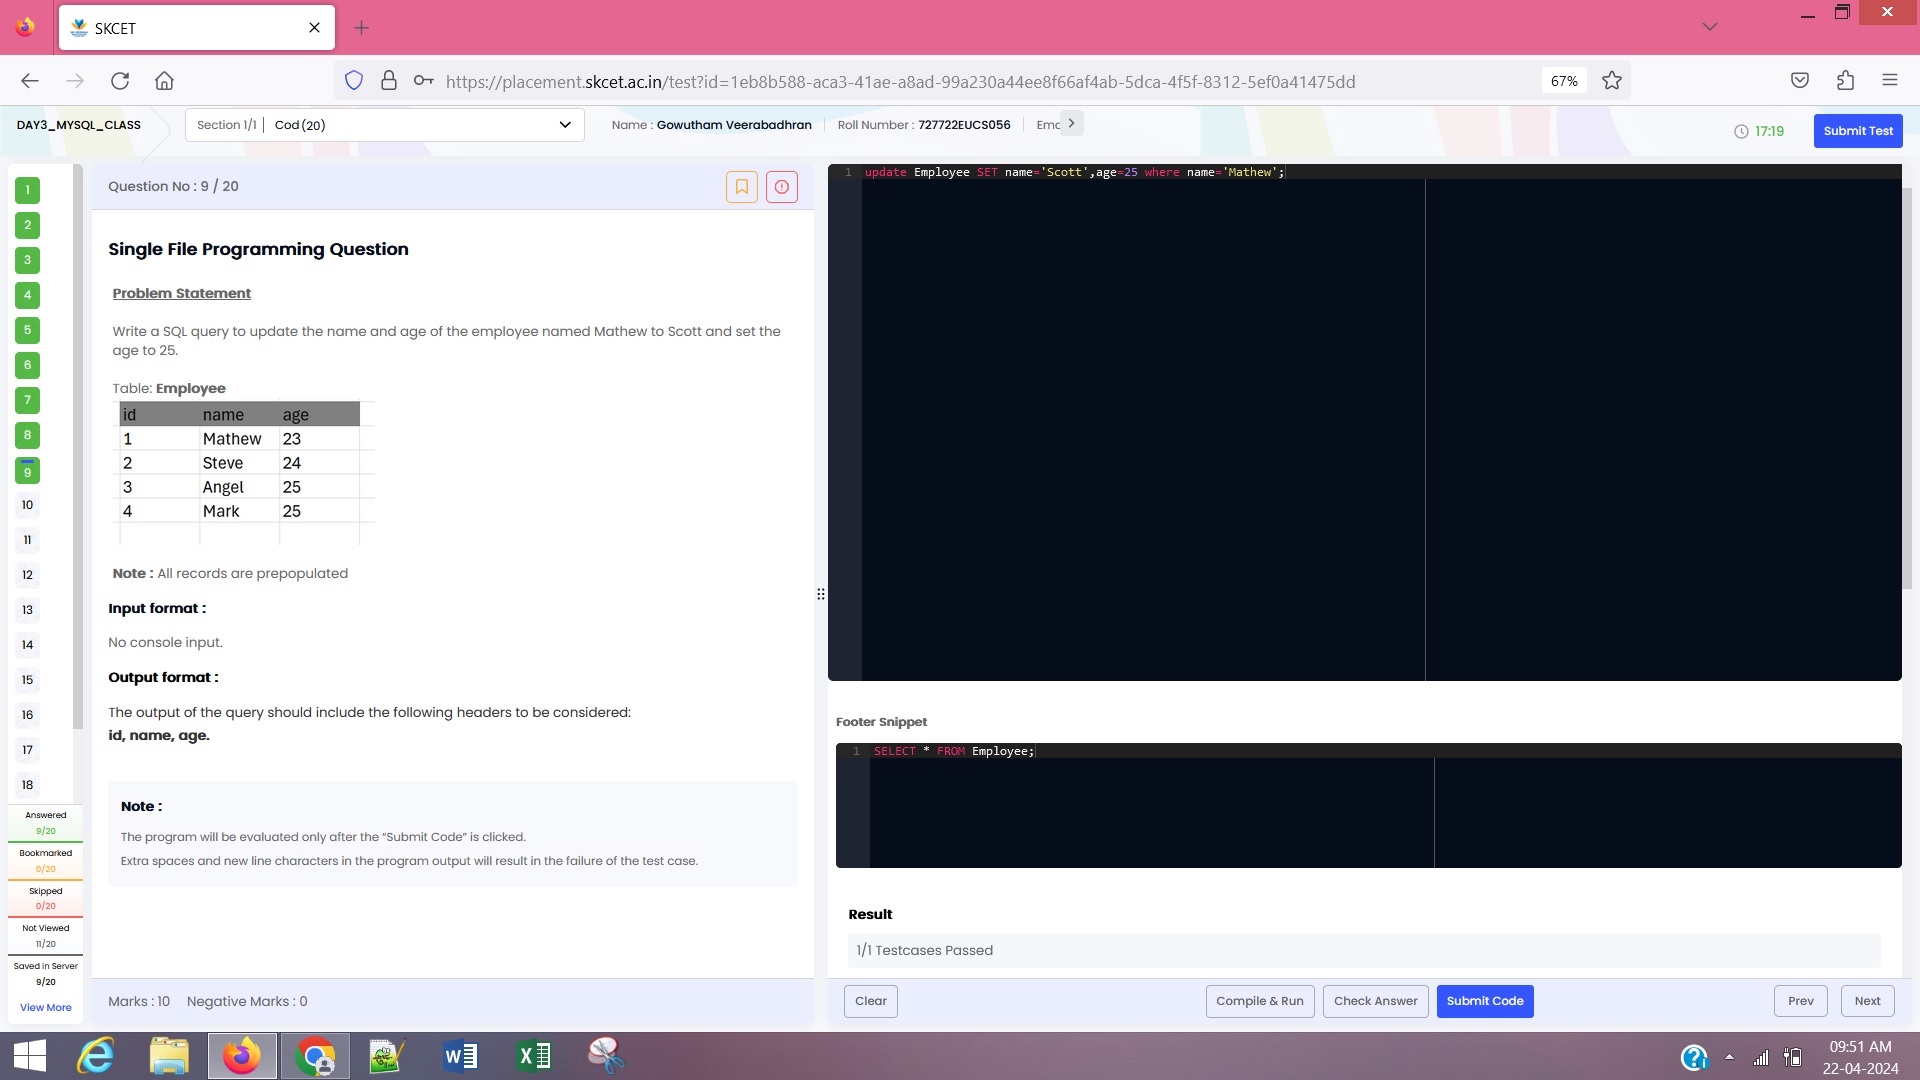 SKCET
https://placement.skcet.ac.in/test?id=1eb8b588-aca3-41ae-a8ad-99a230a44ee8f66af4ab-5dca-4f5f-8312-5ef0a41475dd
67%
DAY3_MYSQL_CLASS
Section 1/1 | Cod (20)
Name : Gowutham Veerabadhran
Roll Number : 727722EUCS056
Emc
17:19
Submit Test
1
2
3
4
5
6
7
8
9
10
11
12
13
14
15
16
17
18
Answered
9/20
Bookmarked
0/20
Skipped
0/20
Not Viewed
11/20
Saved in Server
9/20
View More
Question No : 9 / 20
Single File Programming Question
Problem Statement
Write a SQL query to update the name and age of the employee named Mathew to Scott and set the
age to 25.
Table: Employee
id name age
1 Mathew 23
2 Steve 24
3 Angel 25
4 Mark 25
Note : All records are prepopulated
Input format :
No console input.
Output format :
The output of the query should include the following headers to be considered:
id, name, age.
Note :
The program will be evaluated only after the “Submit Code” is clicked.
Extra spaces and new line characters in the program output will result in the failure of the test case.
Marks : 10 Negative Marks : 0
1 update Employee SET name='Scott',age=25 where name='Mathew';
Footer Snippet
1 SELECT * FROM Employee;
Result
1/1 Testcases Passed
Clear
Compile & Run
Check Answer
Submit Code
Prev
Next
09:51 AM
22-04-2024